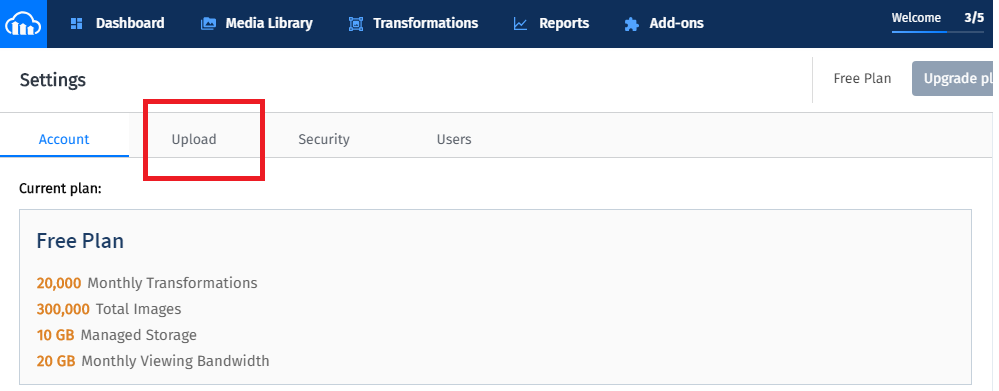 Dashboard Media Library Transformations Reports Add-ons Welcome 3/5
Settings Free Plan Upgrade pl
Account Upload Security Users
Current plan:
Free Plan
20,000 Monthly Transformations
300,000 Total Images
10 GB Managed Storage
20 GB Monthly Viewing Bandwidth